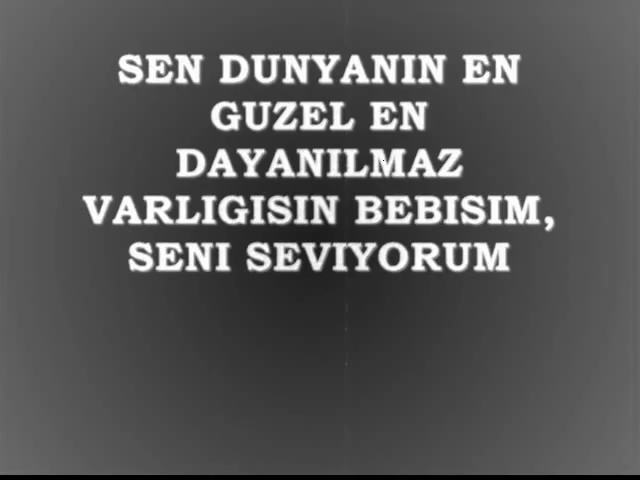 SEN DUNYANIN EN
GUZEL EN
DAYANILMAZ
VARLIGISIN BEBISIM,
SENI SEVIYORUM